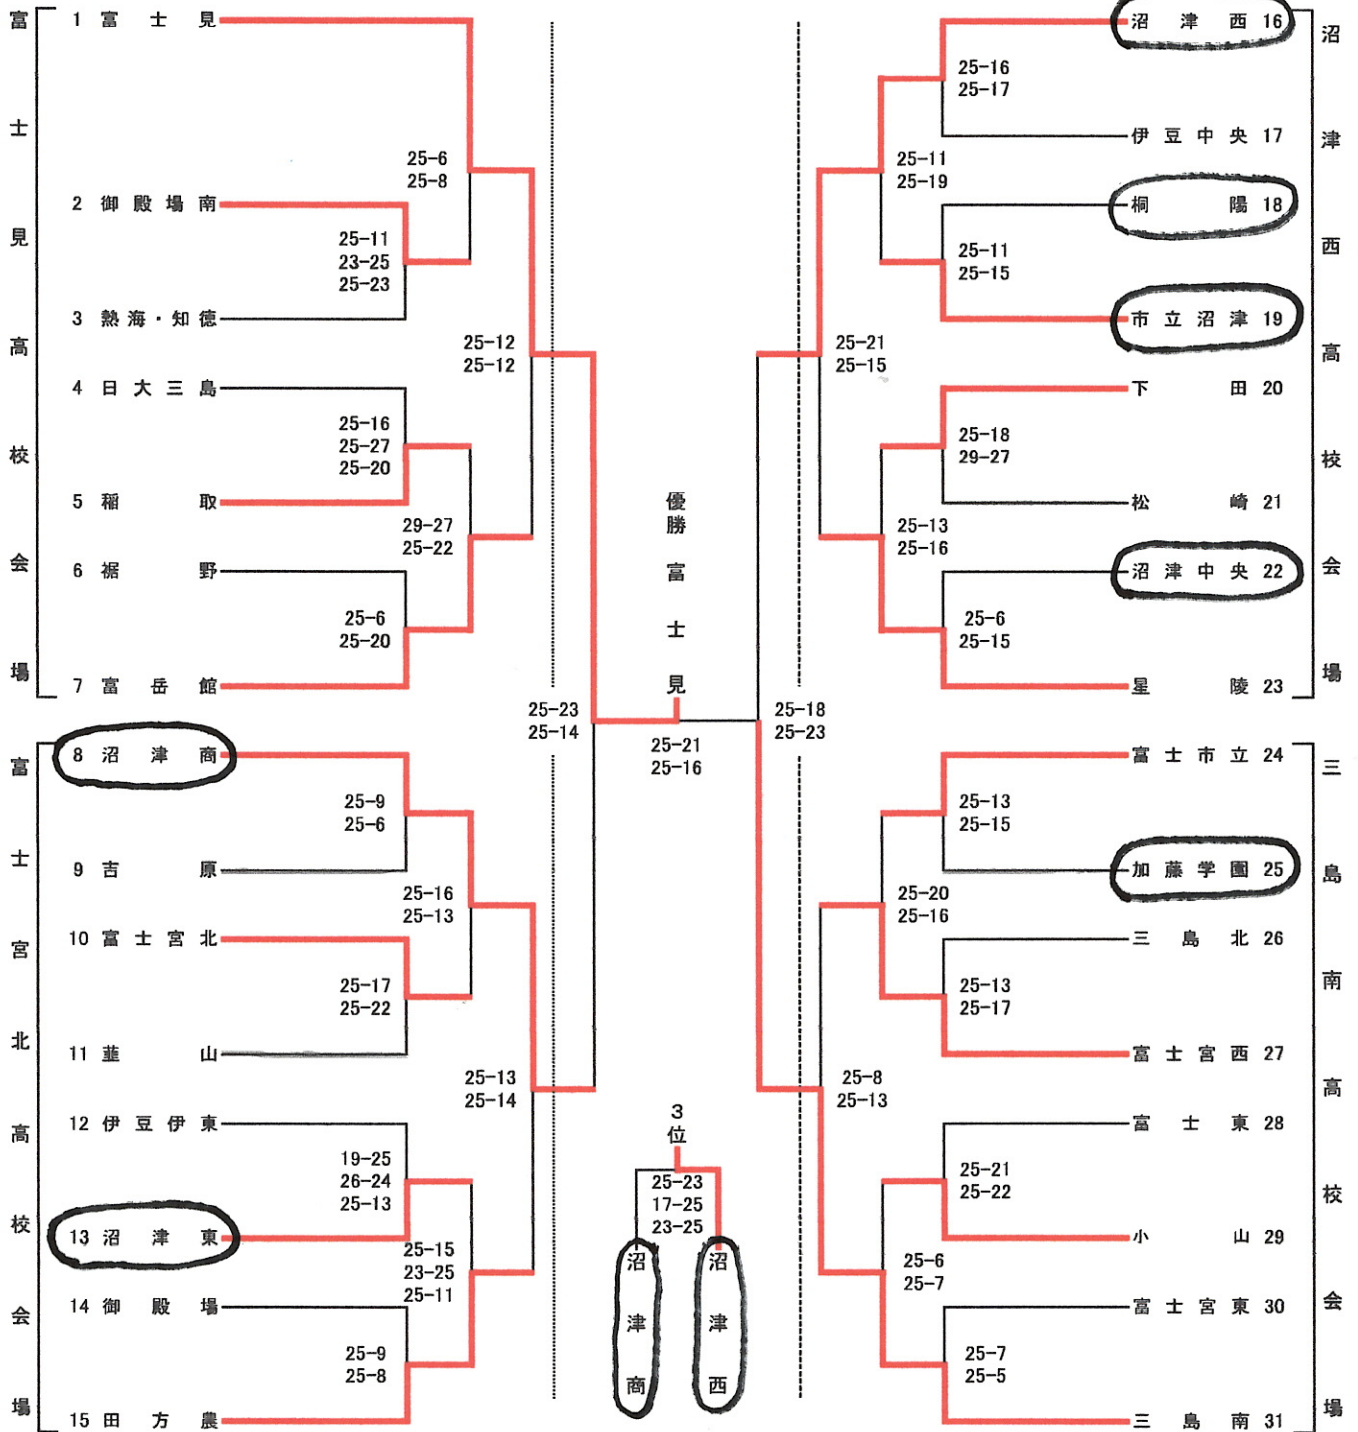 富士見高校会場
1 富士見
25-6
25-8
2 御殿場南
25-11
23-25
25-23
3 熱海・知徳
25-12
25-12
4 日大三島
25-16
25-27
25-20
5 稲取
29-27
25-22
6 裾野
25-6
25-20
7 富岳館
25-23
25-14
富士宮北高校会場
8 沼津商
25-9
25-6
9 吉原
25-16
25-13
10 富士宮北
25-17
25-22
11 韮山
25-13
25-14
12 伊豆伊東
19-25
26-24
25-13
13 沼津東
25-15
23-25
25-11
14 御殿場
25-9
25-8
15 田方農
優勝 富士見
25-21
25-16
3位
25-23
17-25
23-25
沼津商
沼津西
沼津西高校会場
沼津西 16
25-16
25-17
伊豆中央 17
25-11
25-19
桐陽 18
25-11
25-15
市立沼津 19
25-21
25-15
下田 20
25-18
29-27
松崎 21
25-13
25-16
沼津中央 22
25-6
25-15
星陵 23
25-18
25-23
三島南高校会場
富士市立 24
25-13
25-15
加藤学園 25
25-20
25-16
三島北 26
25-13
25-17
富士宮西 27
25-8
25-13
富士東 28
25-21
25-22
小山 29
25-6
25-7
富士宮東 30
25-7
25-5
三島南 31